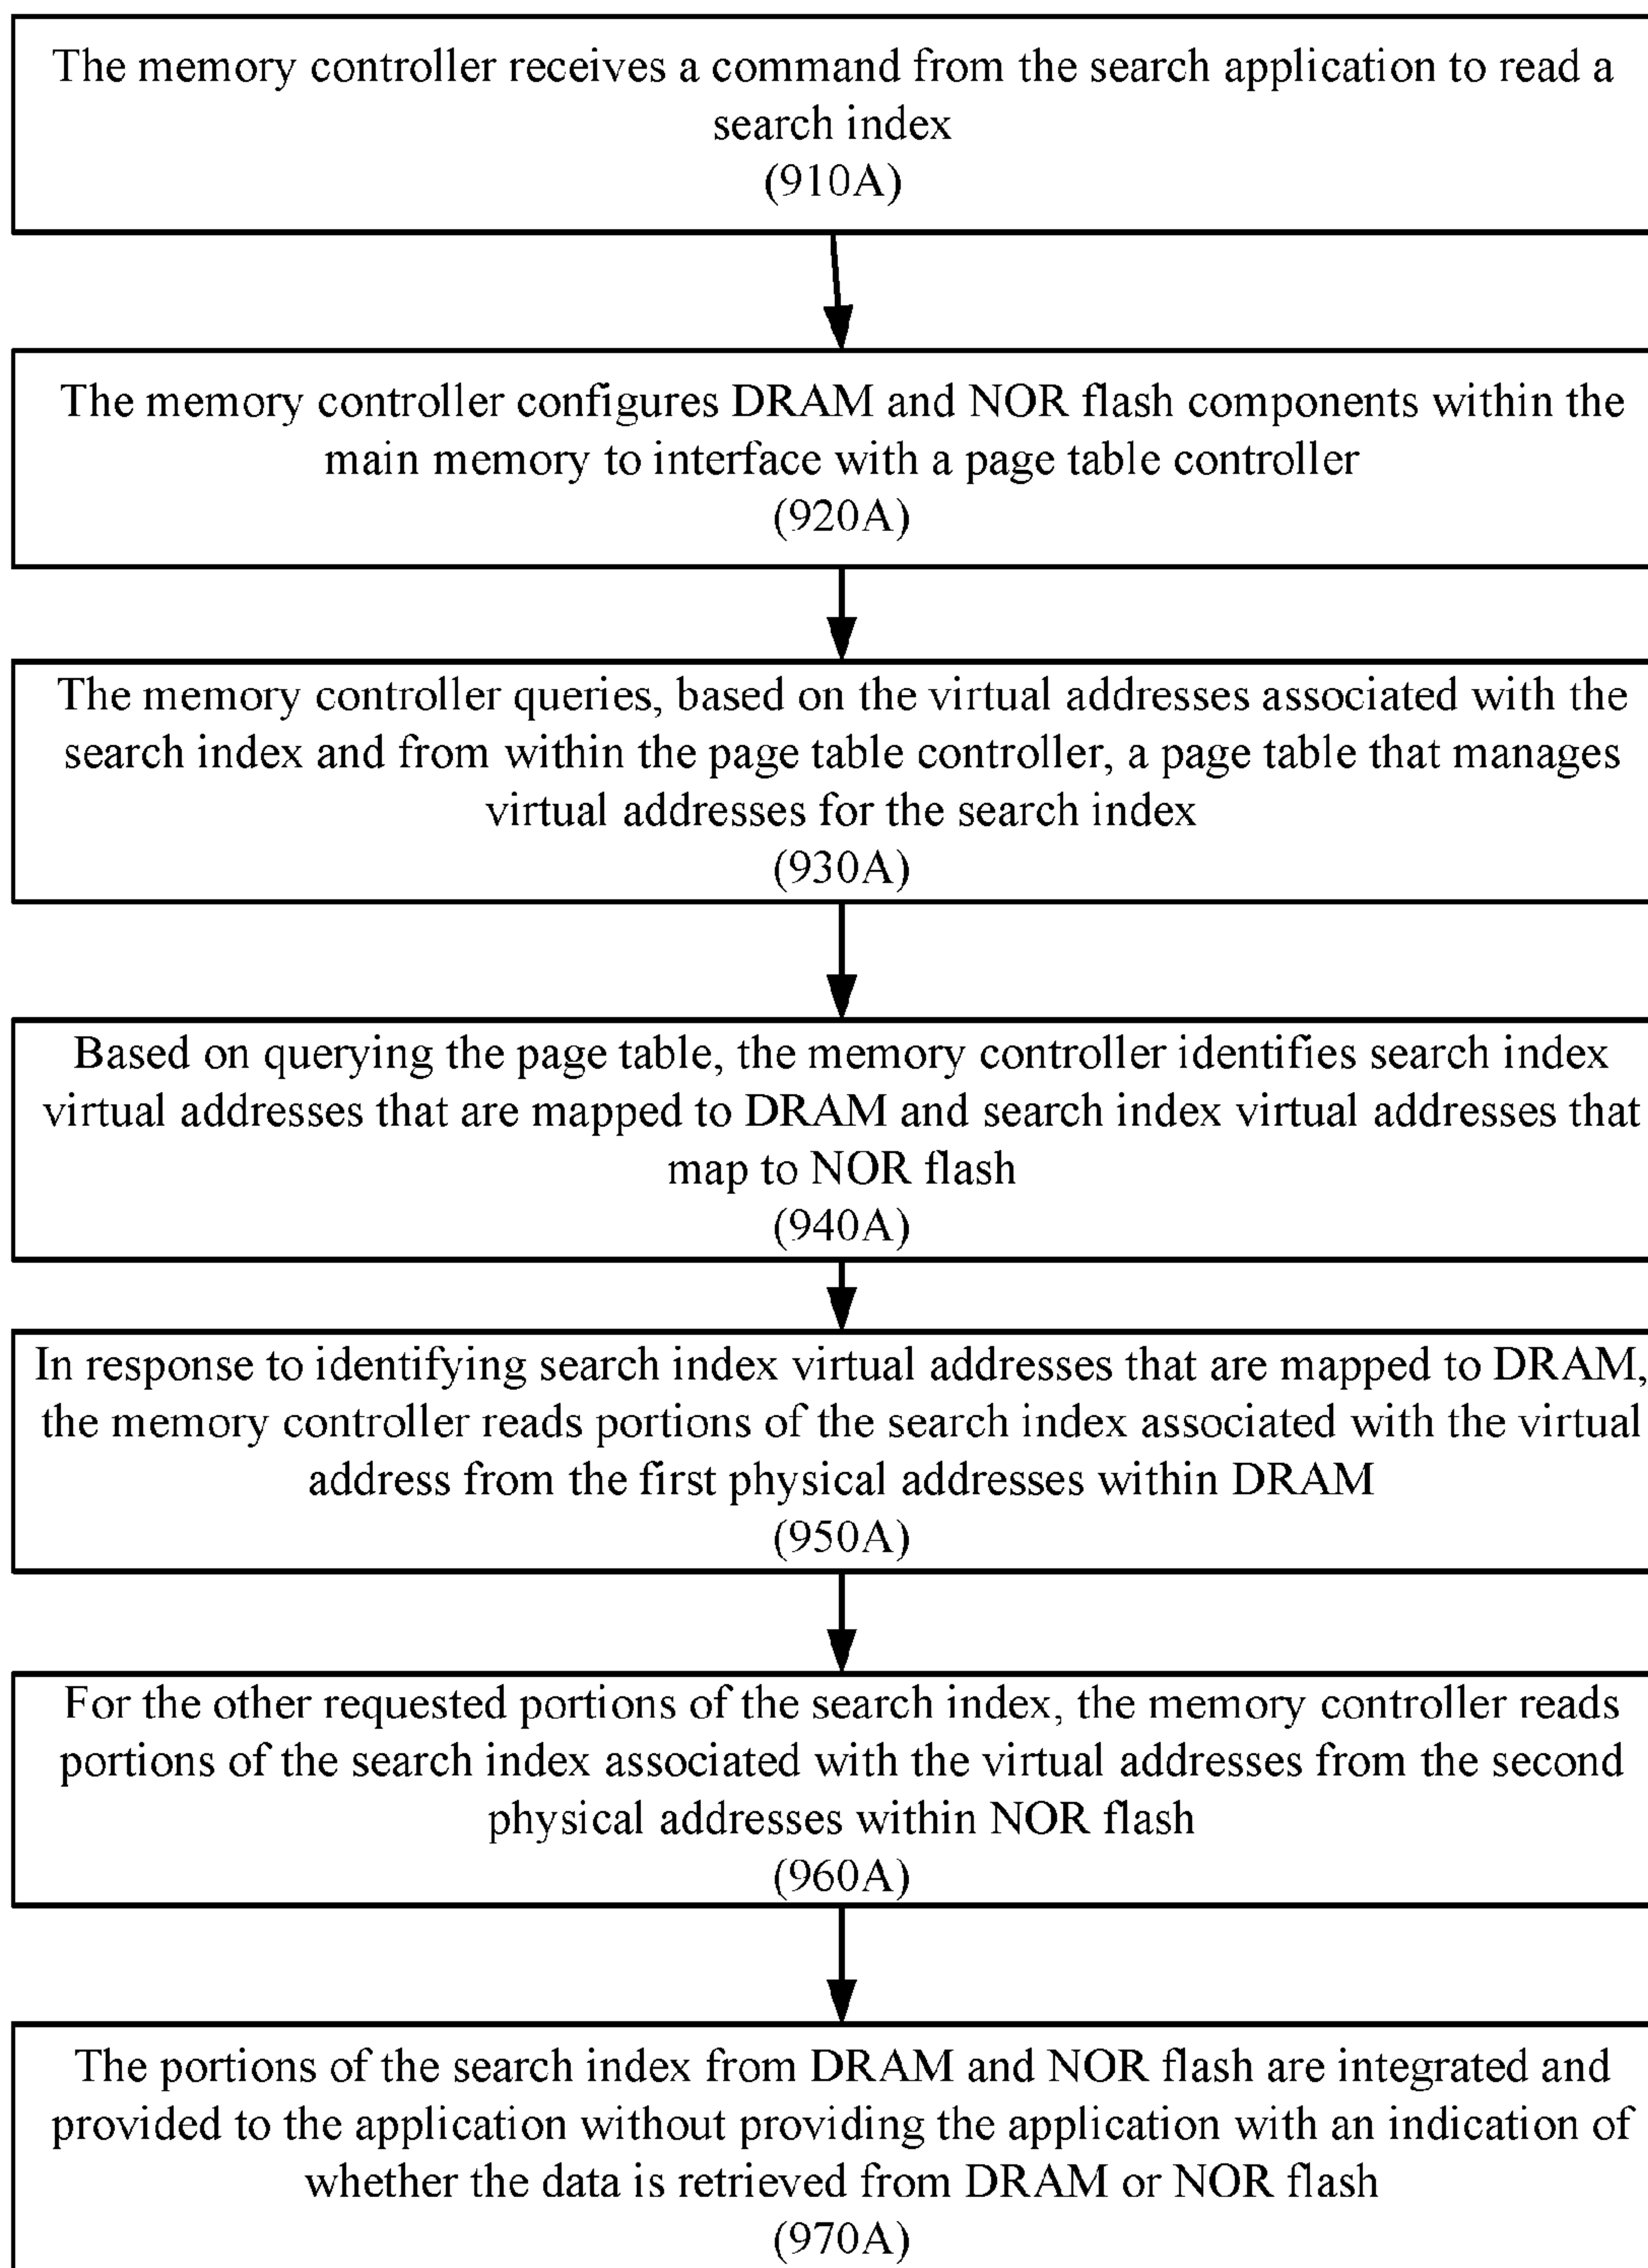 The memory controller receives a command from the search application to read a
search index
(910A)
The memory controller configures DRAM and NOR flash components within the
main memory to interface with a page table controller
(920A)
The memory controller queries, based on the virtual addresses associated with the
search index and from within the page table controller, a page table that manages
virtual addresses for the search index
(930A)
Based on querying the page table, the memory controller identifies search index
virtual addresses that are mapped to DRAM and search index virtual addresses that
map to NOR flash
(940A)
In response to identifying search index virtual addresses that are mapped to DRAM,
the memory controller reads portions of the search index associated with the virtual
address from the first physical addresses within DRAM
(950A)
For the other requested portions of the search index, the memory controller reads
portions of the search index associated with the virtual addresses from the second
physical addresses within NOR flash
(960A)
The portions of the search index from DRAM and NOR flash are integrated and
provided to the application without providing the application with an indication of
whether the data is retrieved from DRAM or NOR flash
(970A)